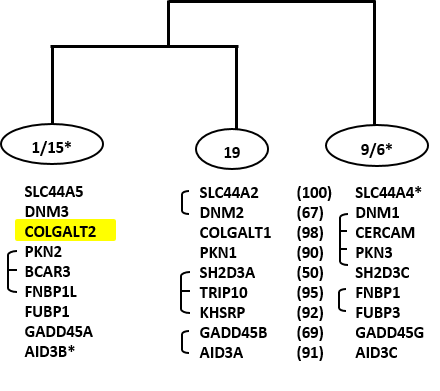 1/15* 19 9/6*
SLC44A5 SLC44A2 (100) SLC44A4*
DNM3 DNM2 (67) DNM1
COLGALT2 COLGALT1 (98) CERCAM
PKN2 PKN1 (90) PKN3
BCAR3 SH2D3A (50) SH2D3C
FNBP1L TRIP10 (95) FNBP1
FUBP1 KHSRP (92) FUBP3
GADD45A GADD45B (69) GADD45G
AID3B* AID3A (91) AID3C